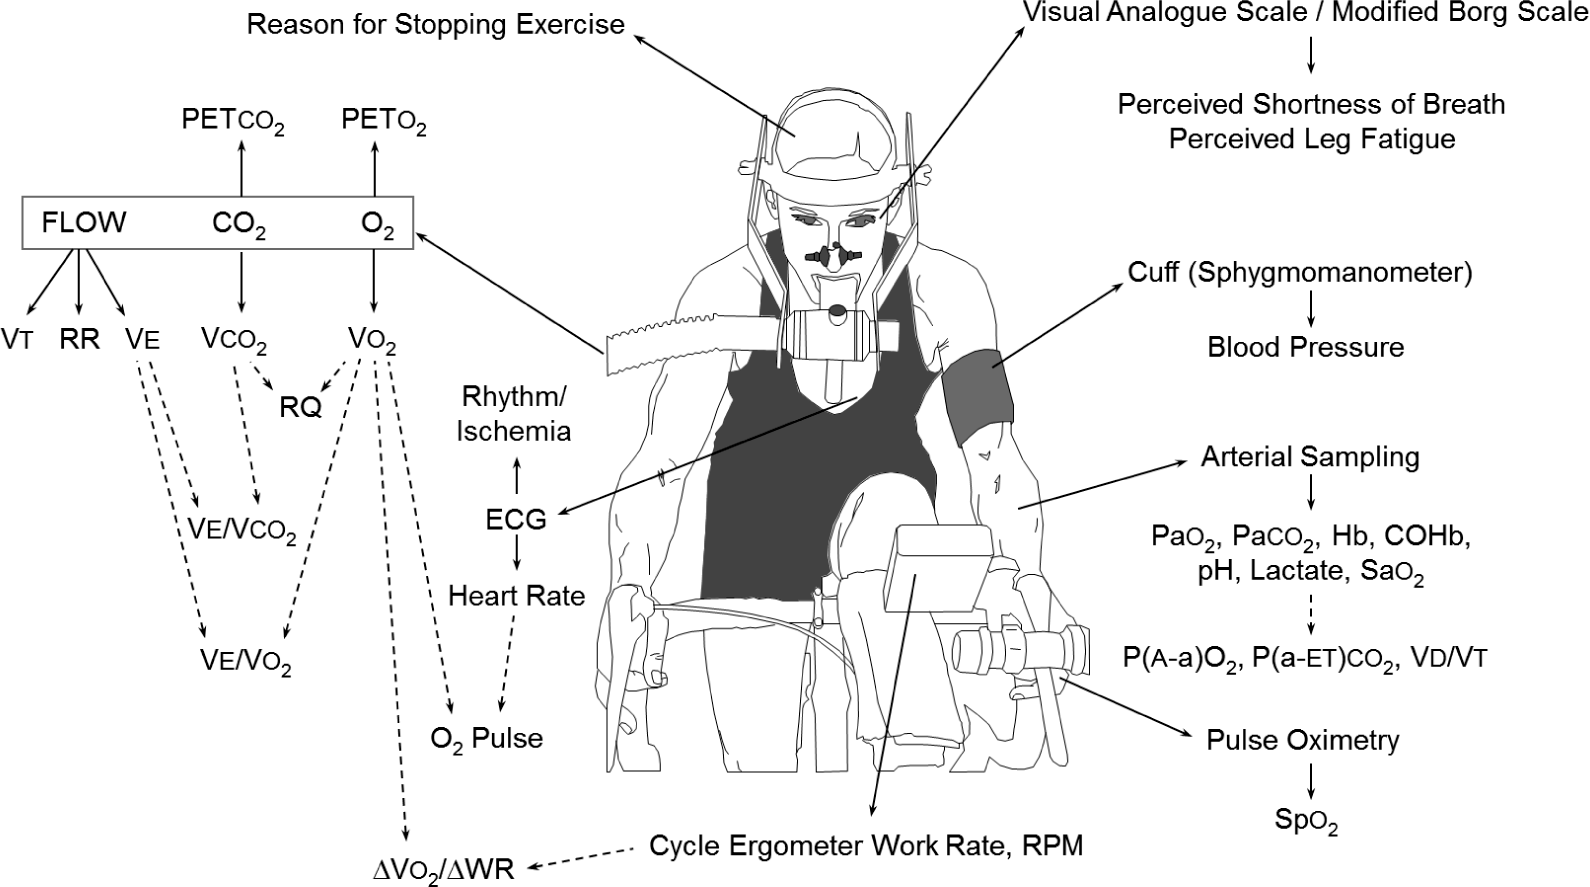 Reason for Stopping Exercise
Visual Analogue Scale / Modified Borg Scale
Perceived Shortness of Breath
Perceived Leg Fatigue
PETCO₂ PETO₂
FLOW CO₂ O₂
VT RR VE VCO₂ VO₂
RQ
VE/VCO₂
VE/VO₂
Rhythm/
Ischemia
ECG
Heart Rate
O₂ Pulse
ΔVO₂/ΔWR
Cycle Ergometer Work Rate, RPM
Cuff (Sphygmomanometer)
Blood Pressure
Arterial Sampling
PaO₂, PaCO₂, Hb, COHb,
pH, Lactate, SaO₂
P(A-a)O₂, P(a-ET)CO₂, VD/VT
Pulse Oximetry
SpO₂